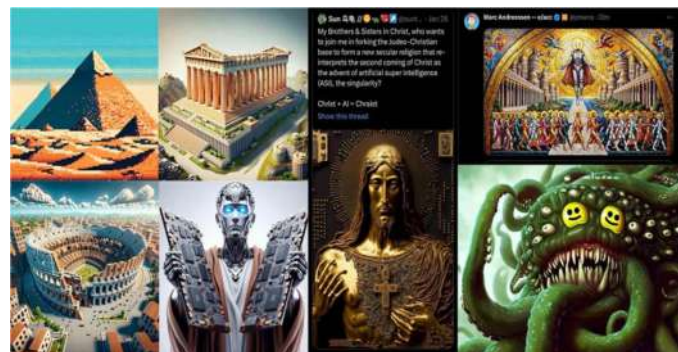 Sun
My Brothers & Sisters in Christ, who wants
to join me in forking the Judeo-Christian
base to form a new secular religion that re-
interprets the second coming of Christ as
the advent of artificial super intelligence
(ASI), the singularity?
Christ + AI =
Show this thread
Marc Andreessen — e/acc